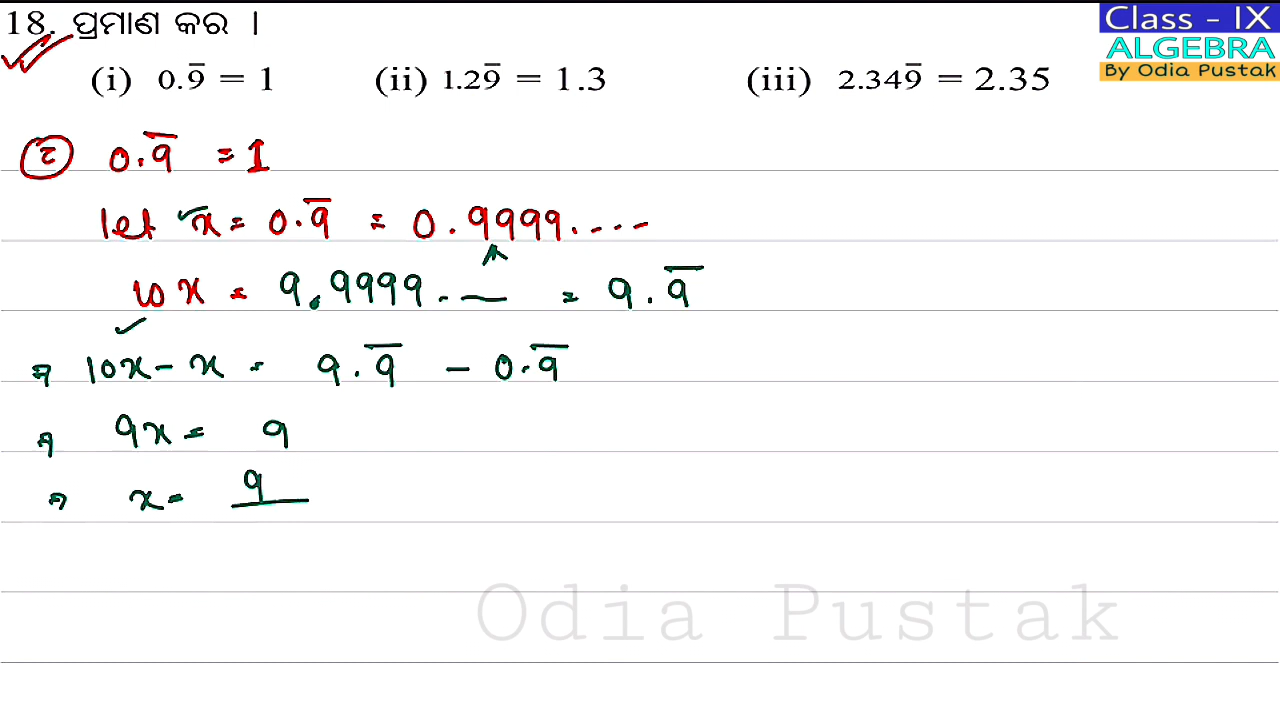 18. ପ୍ରମାଣ କର ।
Class - IX
ALGEBRA
By Odia Pustak
(i) 0.9̅ = 1 (ii) 1.29̅ = 1.3 (iii) 2.349̅ = 2.35
0.9̅ = 1
let x = 0.9̅ = 0.9999.....
10x = 9.9999.— = 9.9̅
⇒ 10x - x = 9.9̅ - 0.9̅
⇒ 9x = 9
⇒ x = 9
Odia Pustak